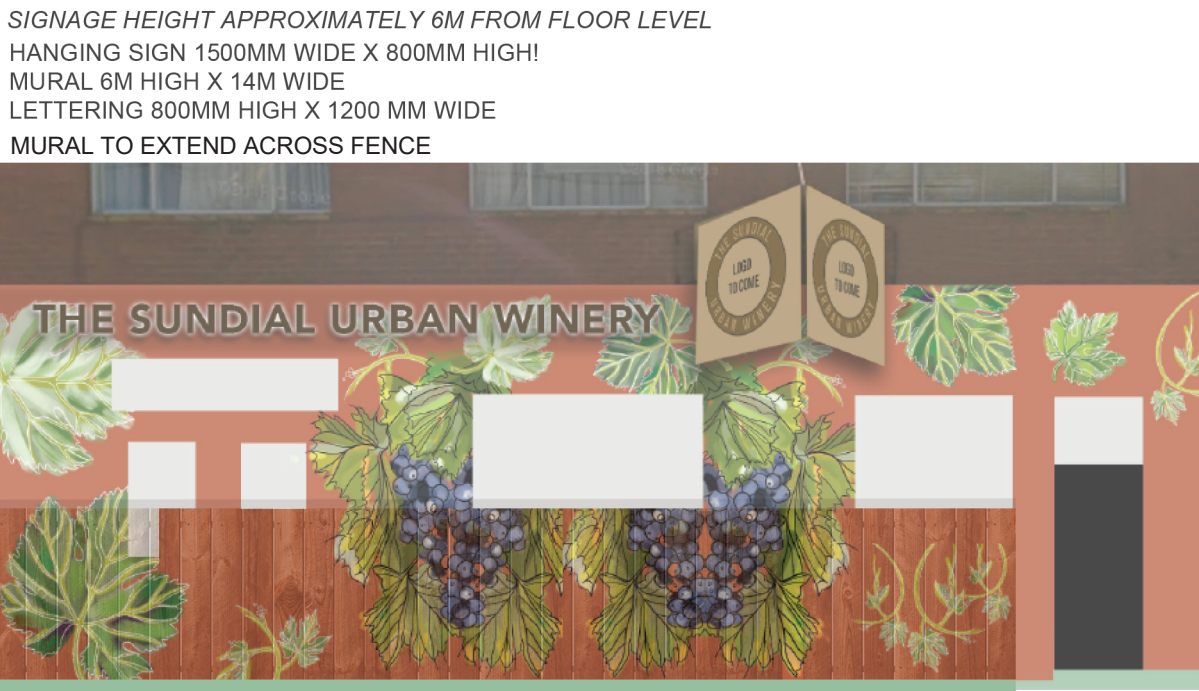 SIGNAGE HEIGHT APPROXIMATELY 6M FROM FLOOR LEVEL
HANGING SIGN 1500MM WIDE X 800MM HIGH!
MURAL 6M HIGH X 14M WIDE
LETTERING 800MM HIGH X 1200 MM WIDE
MURAL TO EXTEND ACROSS FENCE
THE SUNDIAL URBAN WINERY
THE SUNDIAL
LOGO
TO COME
URBAN WINERY
THE SUNDIAL
LOGO
TO COME
URBAN WINERY